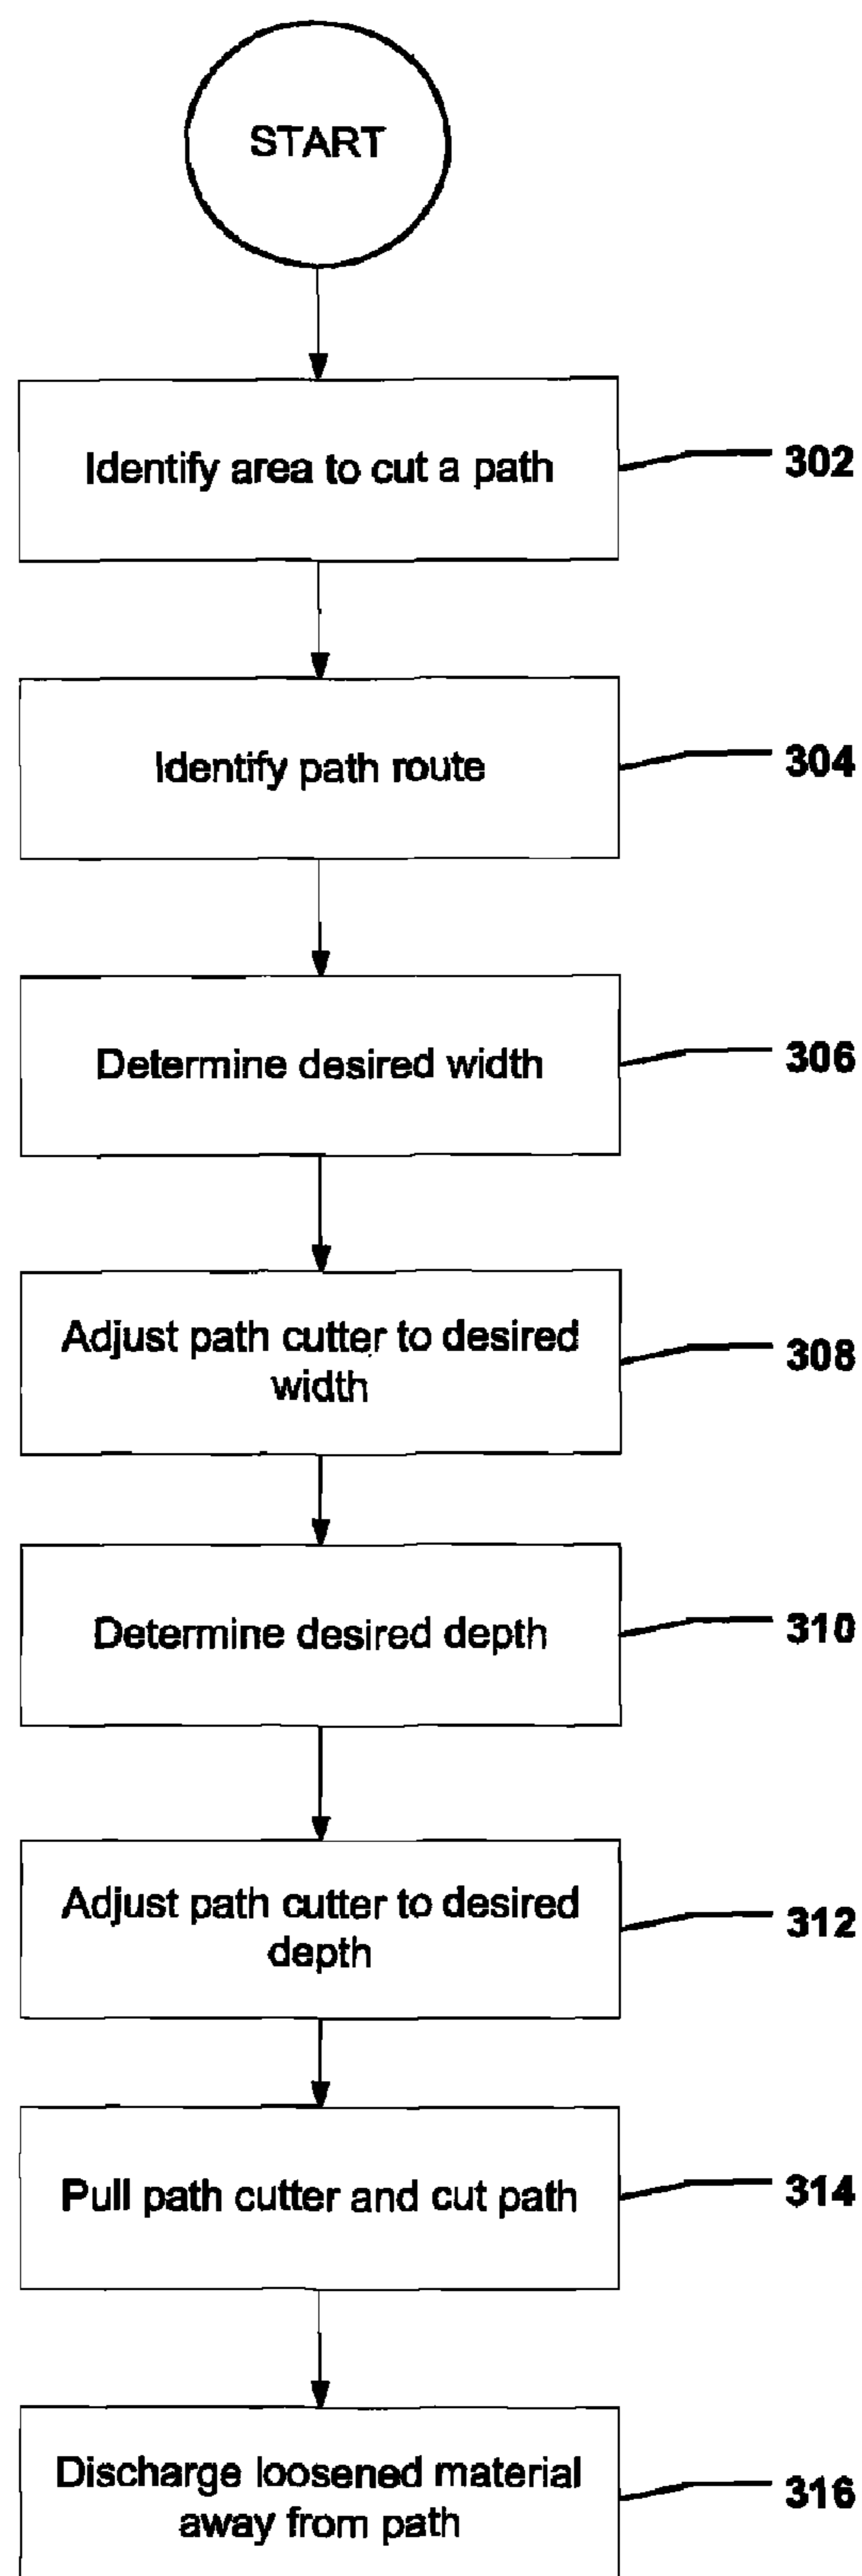 START
Identify area to cut a path
302
Identify path route
304
Determine desired width
306
Adjust path cutter to desired
width
308
Determine desired depth
310
Adjust path cutter to desired
depth
312
Pull path cutter and cut path
314
Discharge loosened material
away from path
316